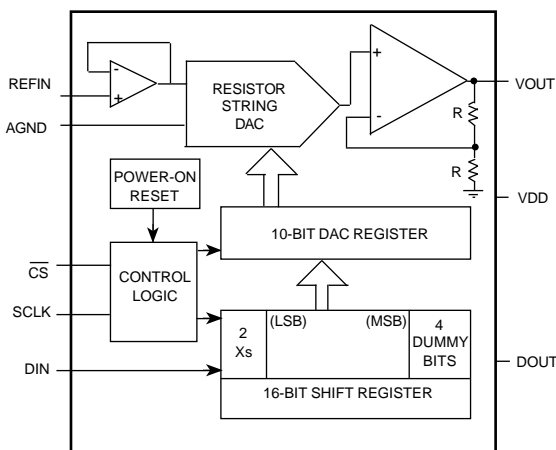 REFIN
AGND
-
+
RESISTOR
STRING
DAC
+
-
VOUT
R
R
VDD
POWER-ON
RESET
10-BIT DAC REGISTER
CS
SCLK
CONTROL
LOGIC
2
Xs
(LSB)
(MSB)
4
DUMMY
BITS
DIN
DOUT
16-BIT SHIFT REGISTER